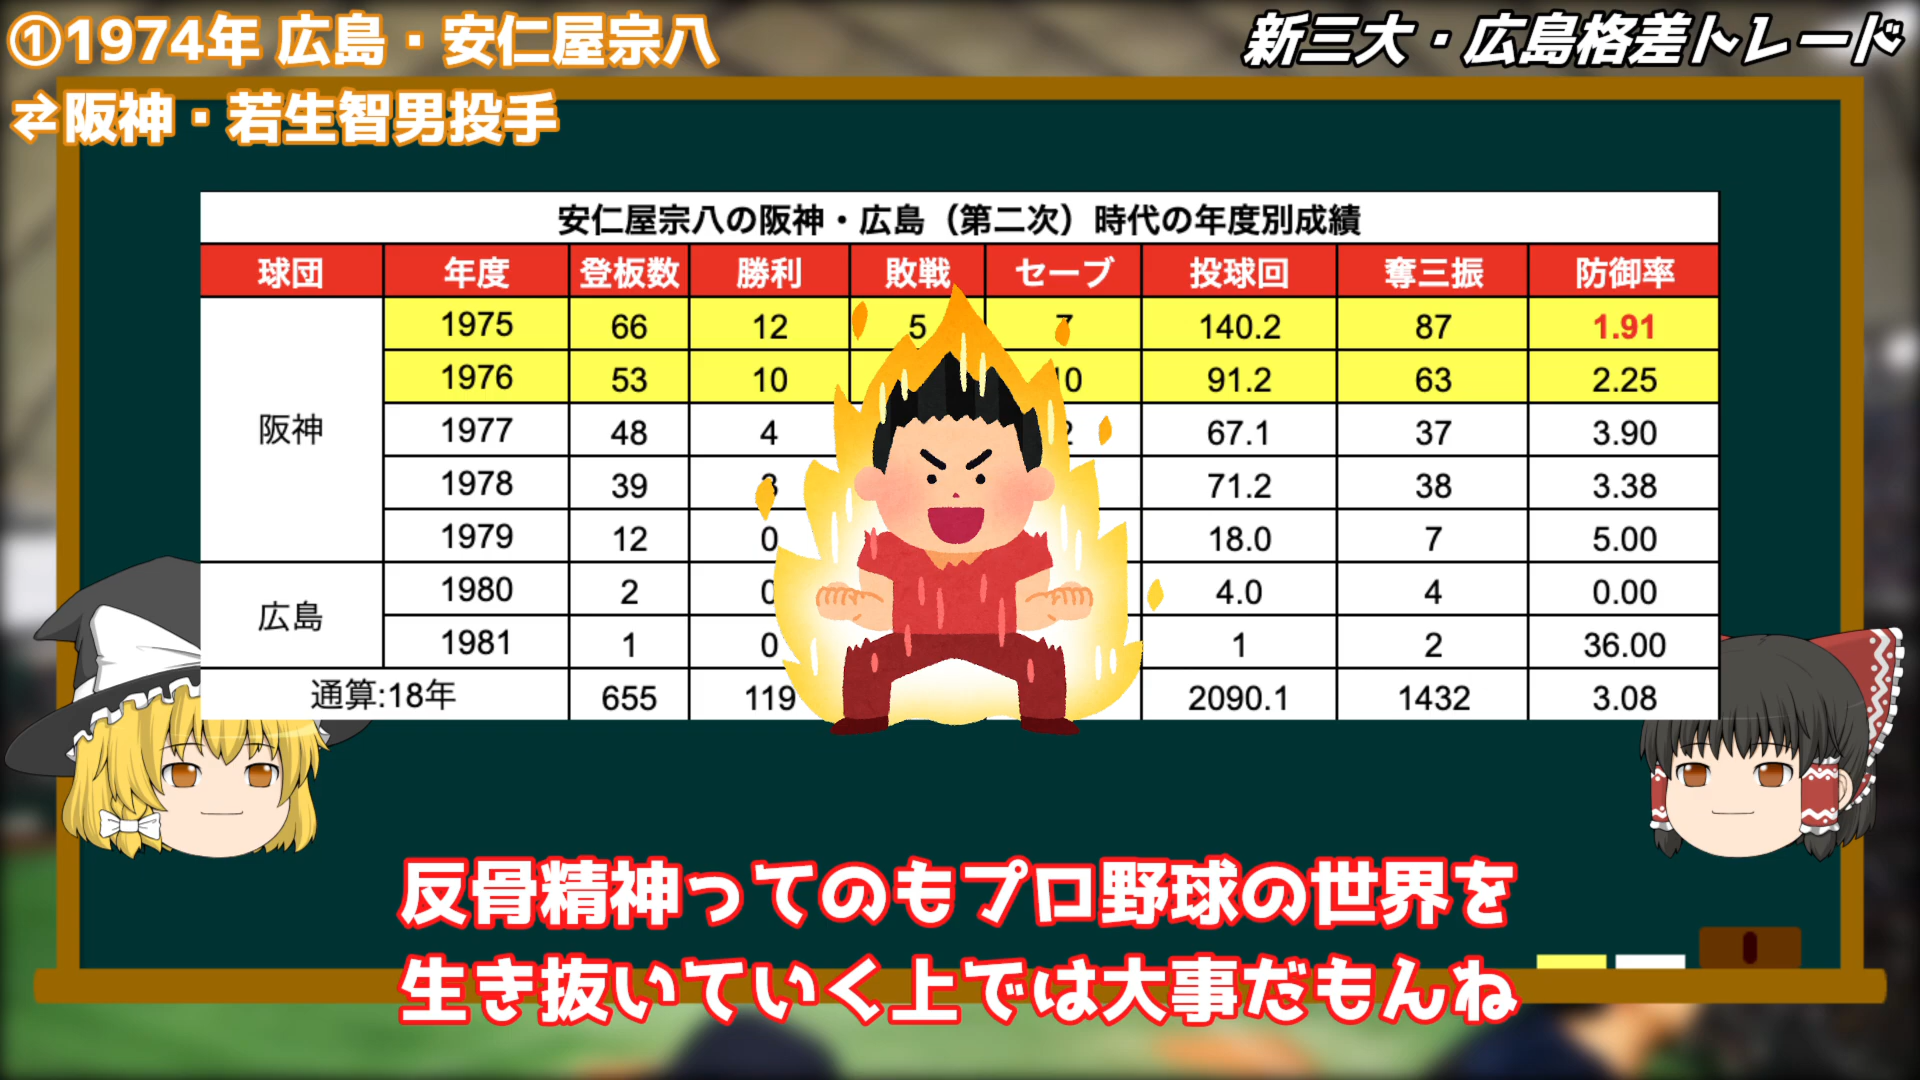 ①1974年 広島・安仁屋宗八
⇄阪神・若生智男投手
新三大・広島格差トレード
安仁屋宗八の阪神・広島（第二次）時代の年度別成績
球団 年度 登板数 勝利 敗戦 セーブ 投球回 奪三振 防御率
阪神
1975 66 12 5 7 140.2 87 1.91
1976 53 10 91.2 63 2.25
1977 48 4 67.1 37 3.90
1978 39 71.2 38 3.38
1979 12 0 18.0 7 5.00
広島
1980 2 0 4.0 4 0.00
1981 1 0 1 2 36.00
通算:18年 655 119 2090.1 1432 3.08
反骨精神ってのもプロ野球の世界を
生き抜いていく上では大事だもんね